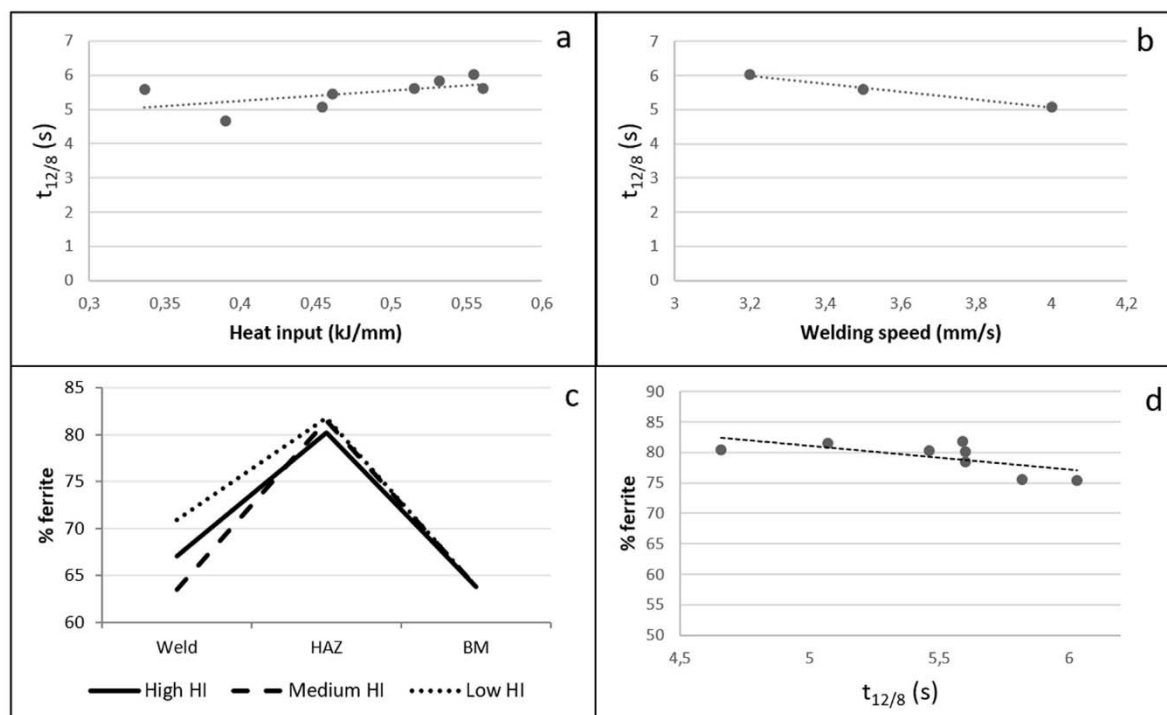 a
7
6
5
4
3
2
1
0
t12/8 (s)
0,3 0,35 0,4 0,45 0,5 0,55 0,6
Heat input (kJ/mm)
b
7
6
5
4
3
2
1
0
t12/8 (s)
3 3,2 3,4 3,6 3,8 4 4,2
Welding speed (mm/s)
c
85
80
75
70
65
60
% ferrite
Weld HAZ BM
High HI Medium HI Low HI
d
90
85
80
75
70
65
60
55
50
% ferrite
4,5 5 5,5 6
t12/8 (s)